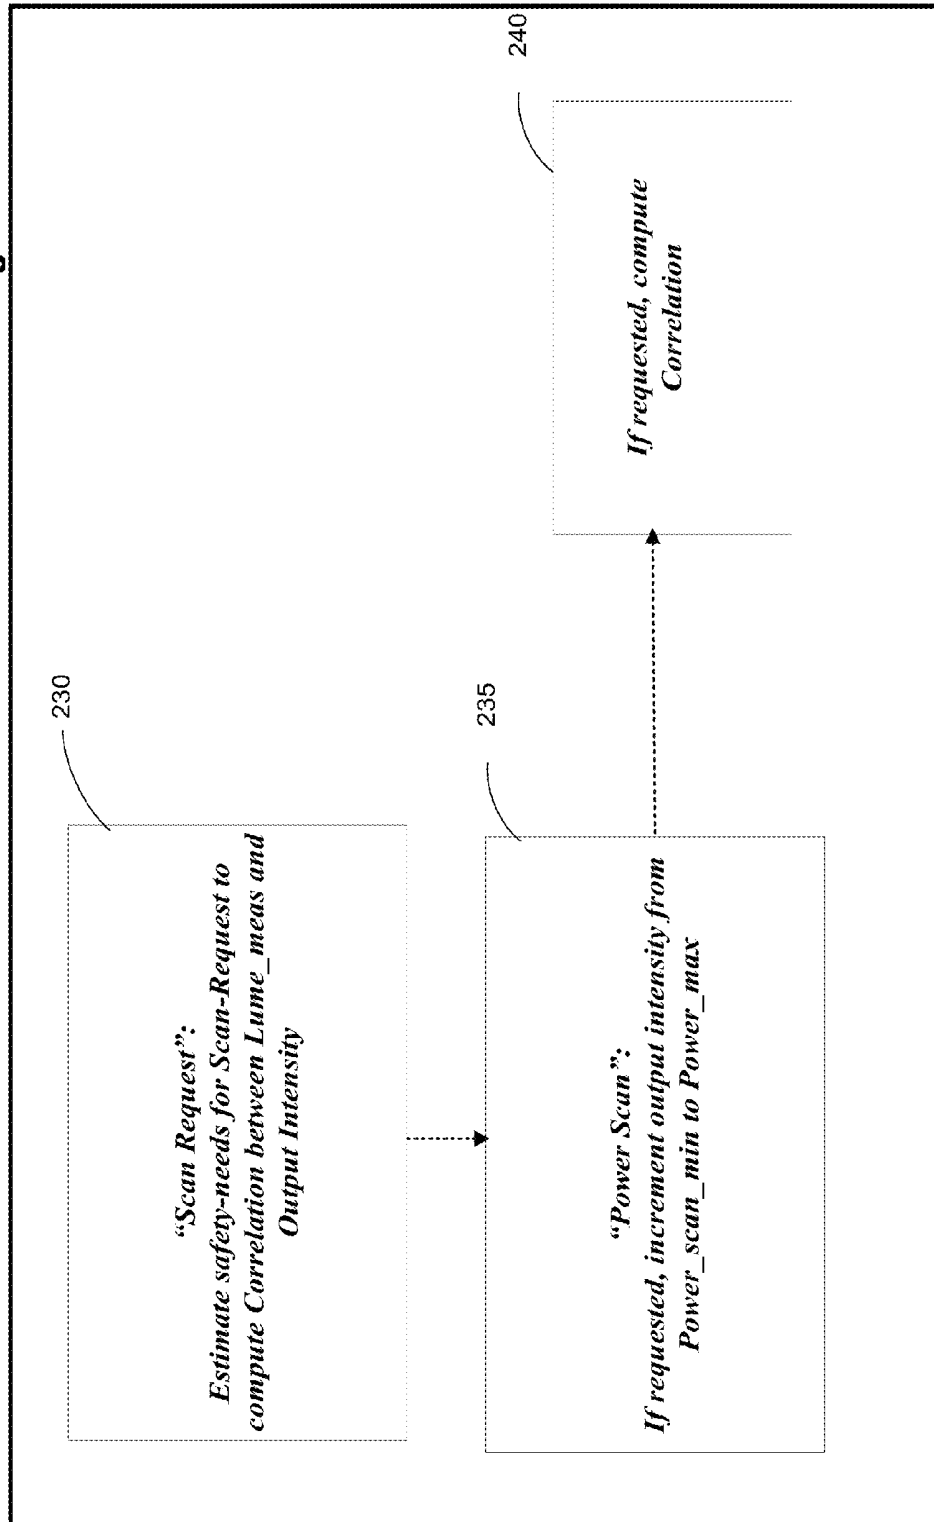 230
“Scan Request”:
Estimate safety-needs for Scan-Request to
compute Correlation between Lume_meas and
Output Intensity
235
“Power Scan”:
If requested, increment output intensity from
Power_scan_min to Power_max
240
If requested, compute
Correlation